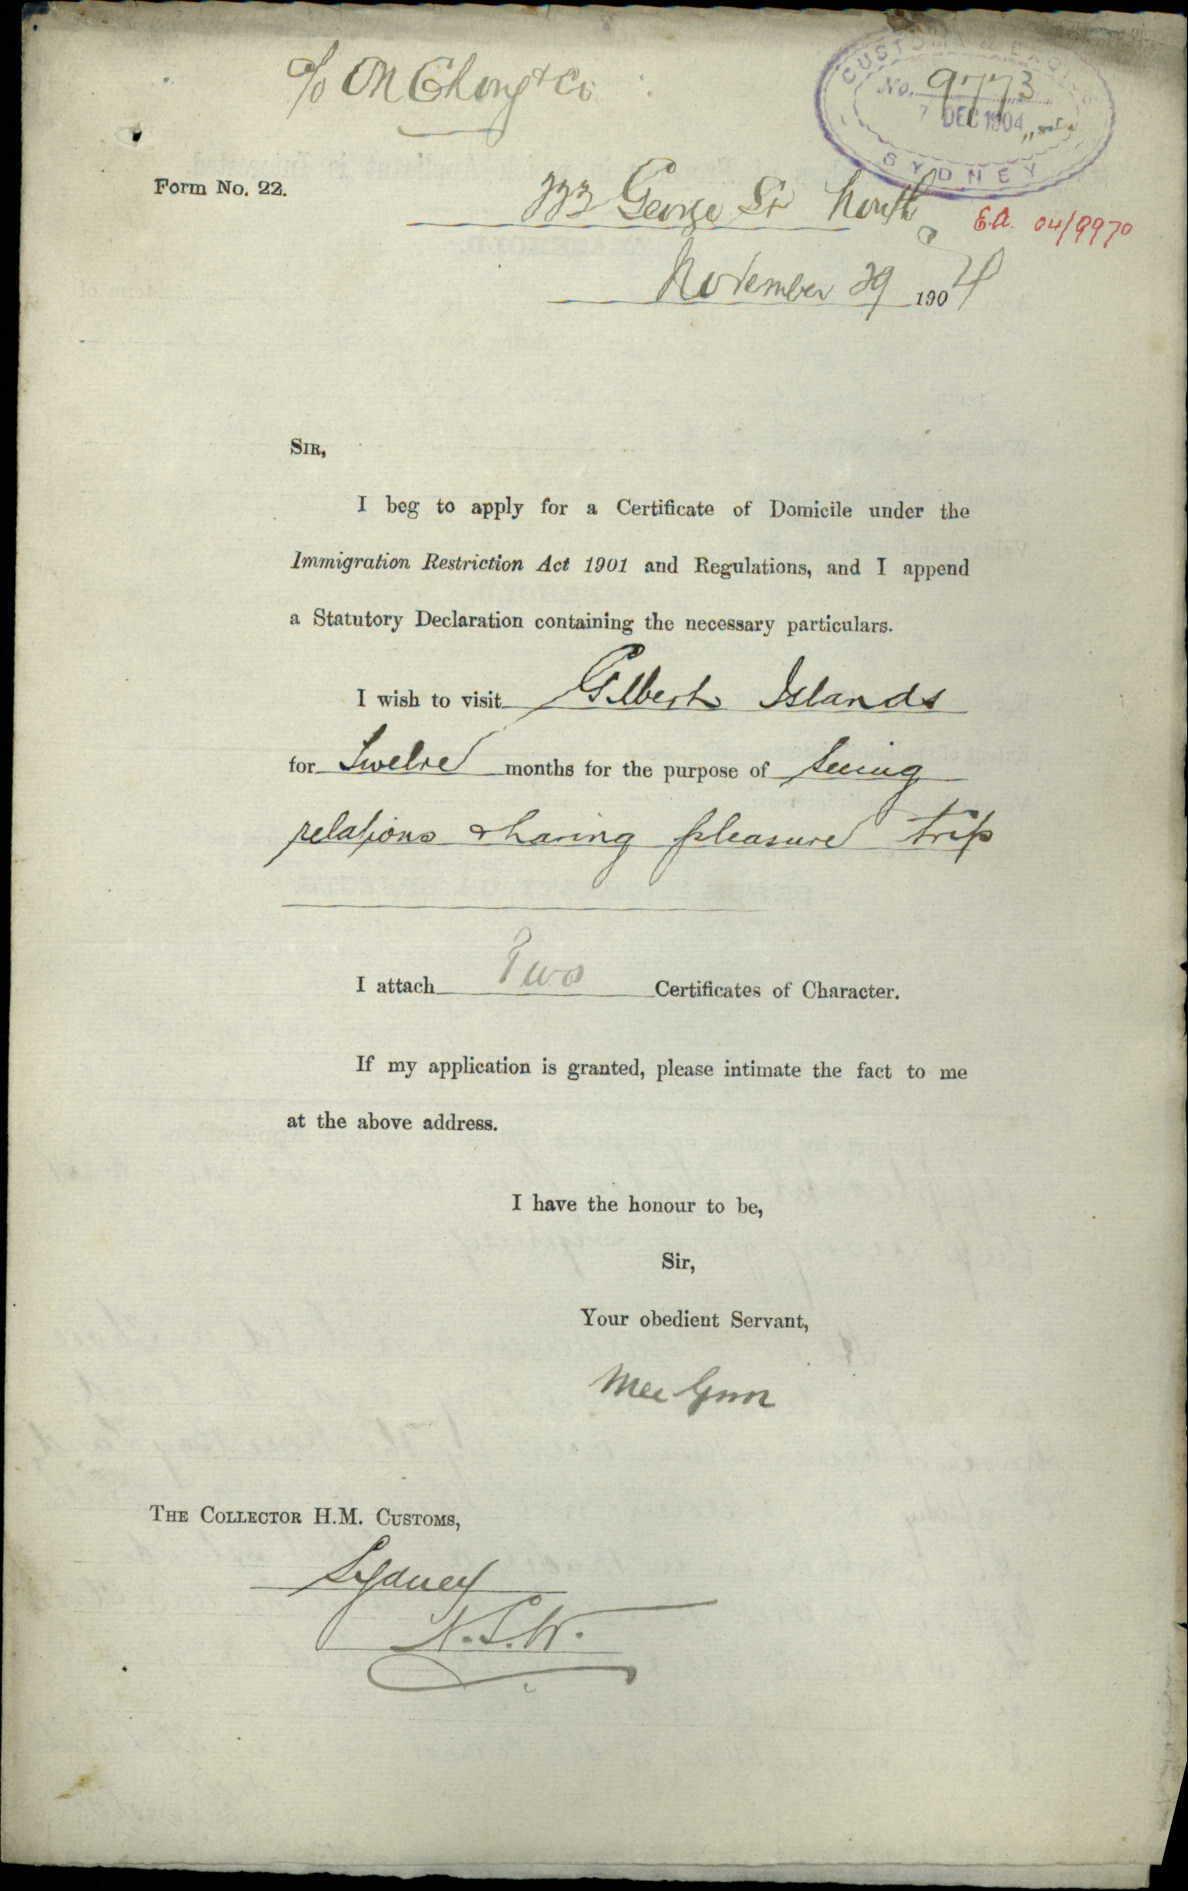 c/o On Chong & Co
CUSTOMS & EXCISE
No. 9773
7 DEC 1904
SYDNEY
Form No. 22.
333 George St North
E.A. 04/9970
November 29 1904
SIR,
I beg to apply for a Certificate of Domicile under the
Immigration Restriction Act 1901 and Regulations, and I append
a Statutory Declaration containing the necessary particulars.
I wish to visit Gilbert Islands
for Twelve months for the purpose of Seeing
relations & having pleasure trip
I attach Two Certificates of Character.
If my application is granted, please intimate the fact to me
at the above address.
I have the honour to be,
Sir,
Your obedient Servant,
Mee Goon
THE COLLECTOR H.M. CUSTOMS,
Sydney
N.S.W.